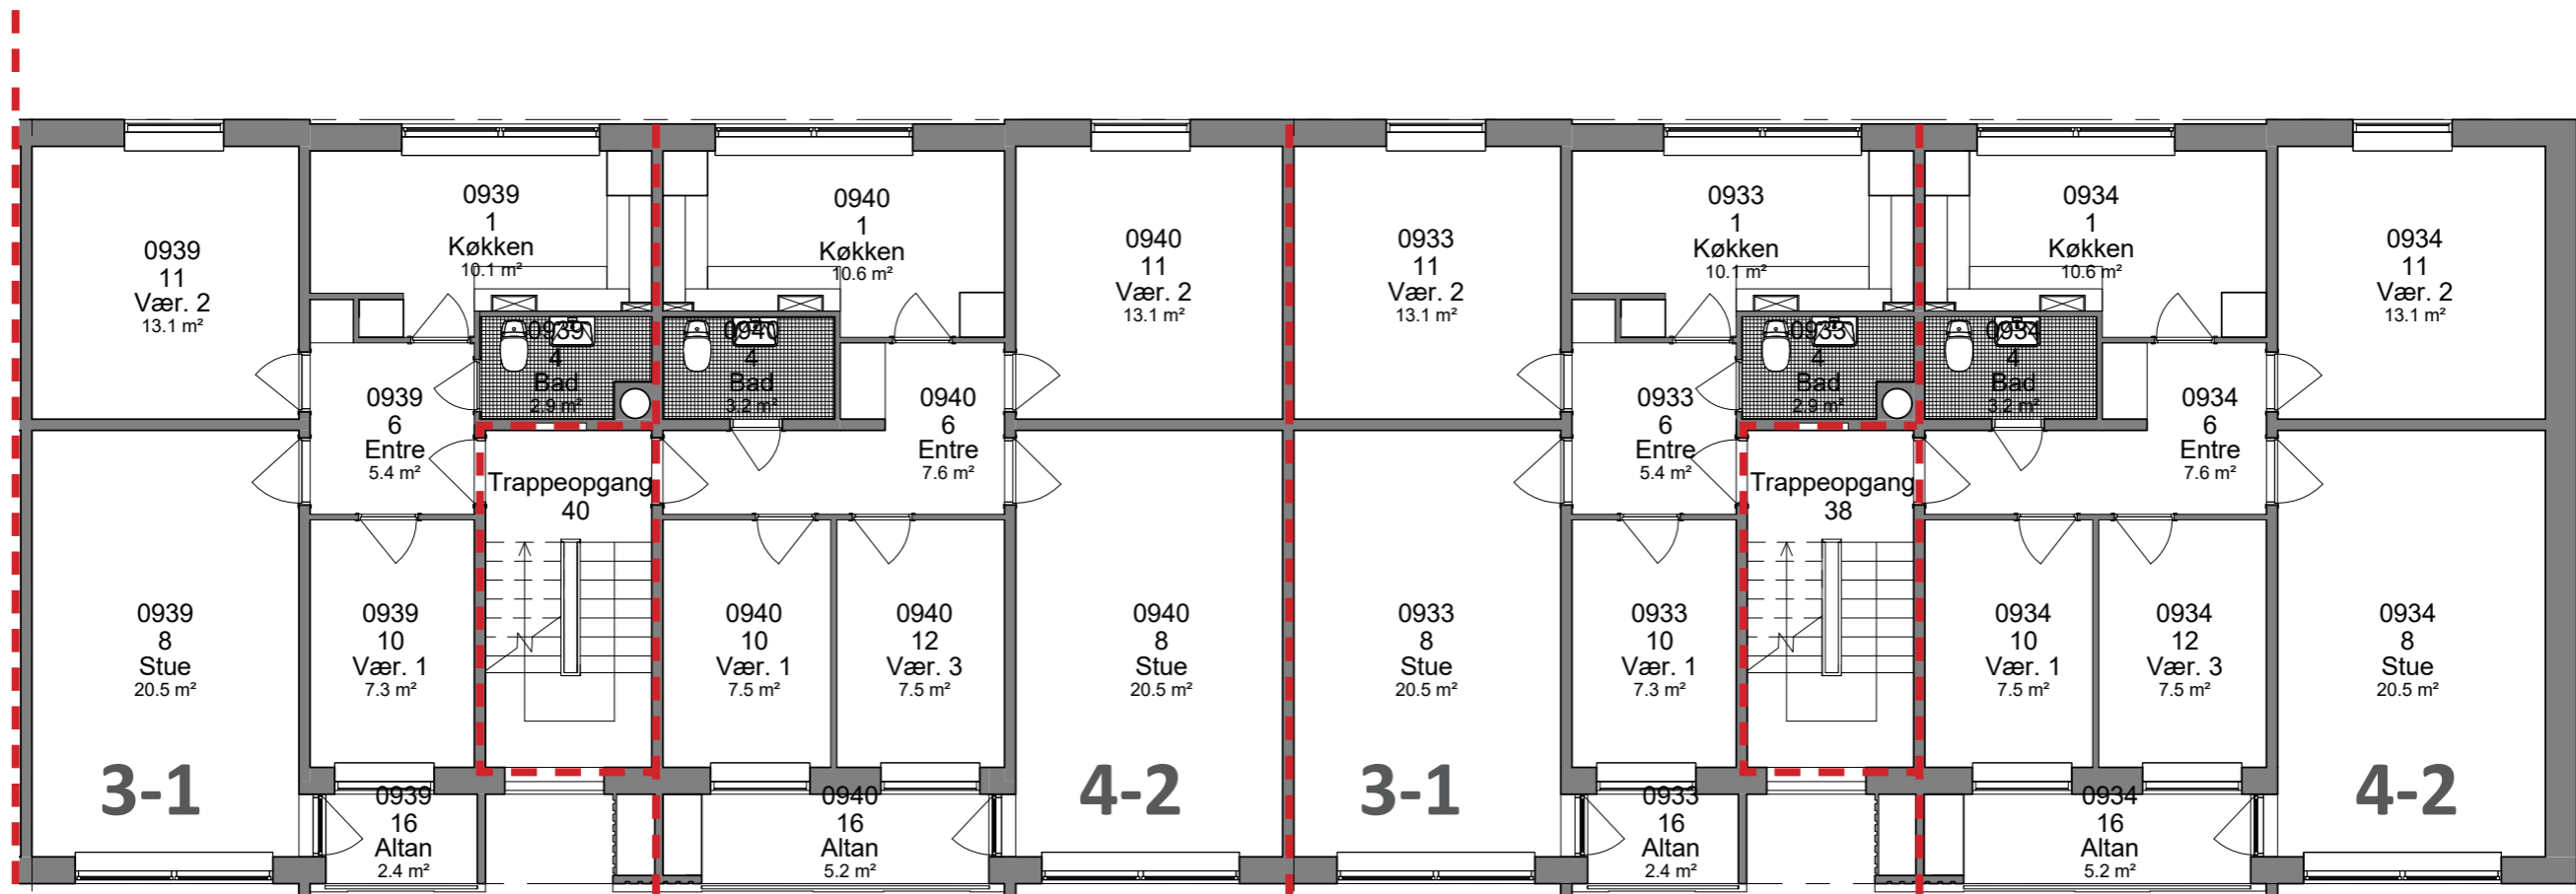 0939
11
Vær. 2
13.1 m²
0939
1
Køkken
10.1 m²
0940
1
Køkken
10.6 m²
0940
11
Vær. 2
13.1 m²
0933
11
Vær. 2
13.1 m²
0933
1
Køkken
10.1 m²
0934
1
Køkken
10.6 m²
0934
11
Vær. 2
13.1 m²
0939
4
Bad
2.9 m²
0940
4
Bad
3.2 m²
0933
4
Bad
2.9 m²
0934
4
Bad
3.2 m²
0939
6
Entre
5.4 m²
0940
6
Entre
7.6 m²
0933
6
Entre
5.4 m²
0934
6
Entre
7.6 m²
Trappeopgang
40
Trappeopgang
38
0939
8
Stue
20.5 m²
0939
10
Vær. 1
7.3 m²
0940
10
Vær. 1
7.5 m²
0940
12
Vær. 3
7.5 m²
0940
8
Stue
20.5 m²
0933
8
Stue
20.5 m²
0933
10
Vær. 1
7.3 m²
0934
10
Vær. 1
7.5 m²
0934
12
Vær. 3
7.5 m²
0934
8
Stue
20.5 m²
3-1
4-2
3-1
4-2
0939
16
Altan
2.4 m²
0940
16
Altan
5.2 m²
0933
16
Altan
2.4 m²
0934
16
Altan
5.2 m²